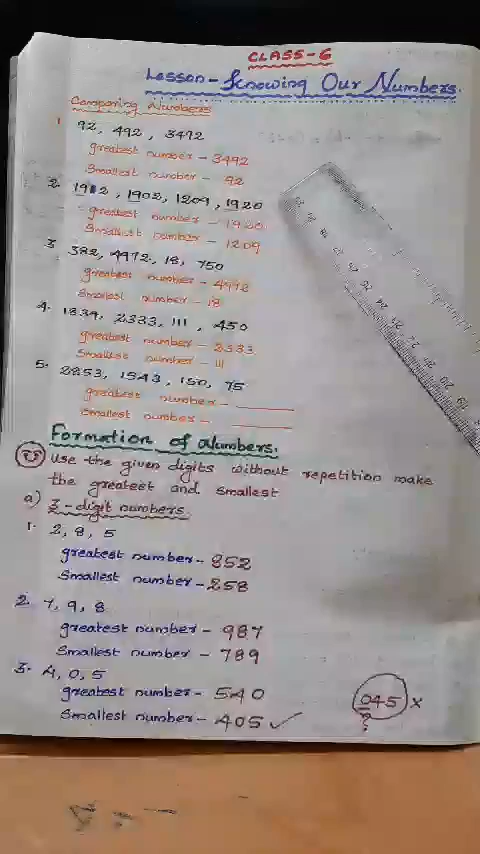 CLASS-6
Lesson-Knowing Our Numbers.
Comparing Numbers
1. 92, 492, 3492
greatest number - 3492
Smallest number - 92
2. 1912, 1902, 1209, 1920
greatest number - 1920
Smallest number - 1209
3. 382, 4972, 18, 750
greatest number - 4972
Smallest number - 18
4. 1839, 2333, 111, 450
greatest number - 2333
Smallest number - 111
5. 2853, 1543, 150, 75
greatest number - ______
Smallest number - ______
Formation of Numbers.
Use the given digits without repetition make
the greatest and smallest
a) 3-digit numbers.
1. 2, 8, 5
greatest number - 852
Smallest number - 258
2. 7, 9, 8
greatest number - 987
Smallest number - 789
3. 4, 0, 5
greatest number - 540
045 ×
Smallest number - 405 ✓
?